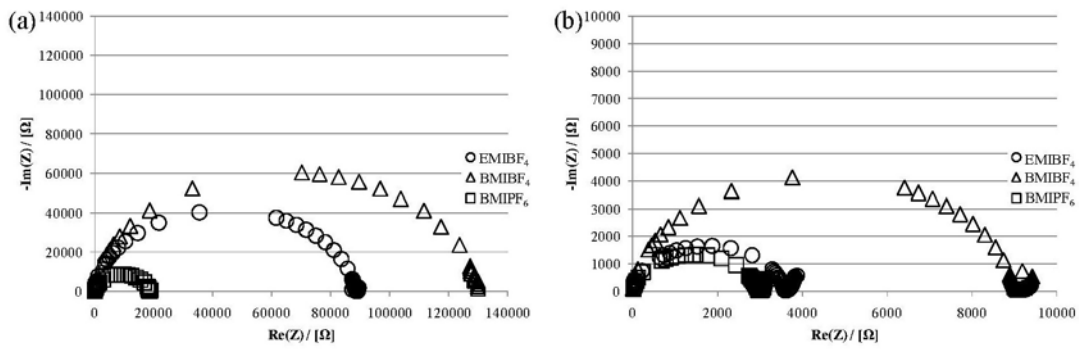 (a)
140000
120000
100000
80000
60000
40000
20000
0
-Im(Z) / [Ω]
0 20000 40000 60000 80000 100000 120000 140000
Re(Z) / [Ω]
EMIBF₄
BMIBF₄
BMIPF₆
(b)
10000
9000
8000
7000
6000
5000
4000
3000
2000
1000
0
-Im(Z) / [Ω]
0 2000 4000 6000 8000 10000
Re(Z) / [Ω]
EMIBF₄
BMIBF₄
BMIPF₆